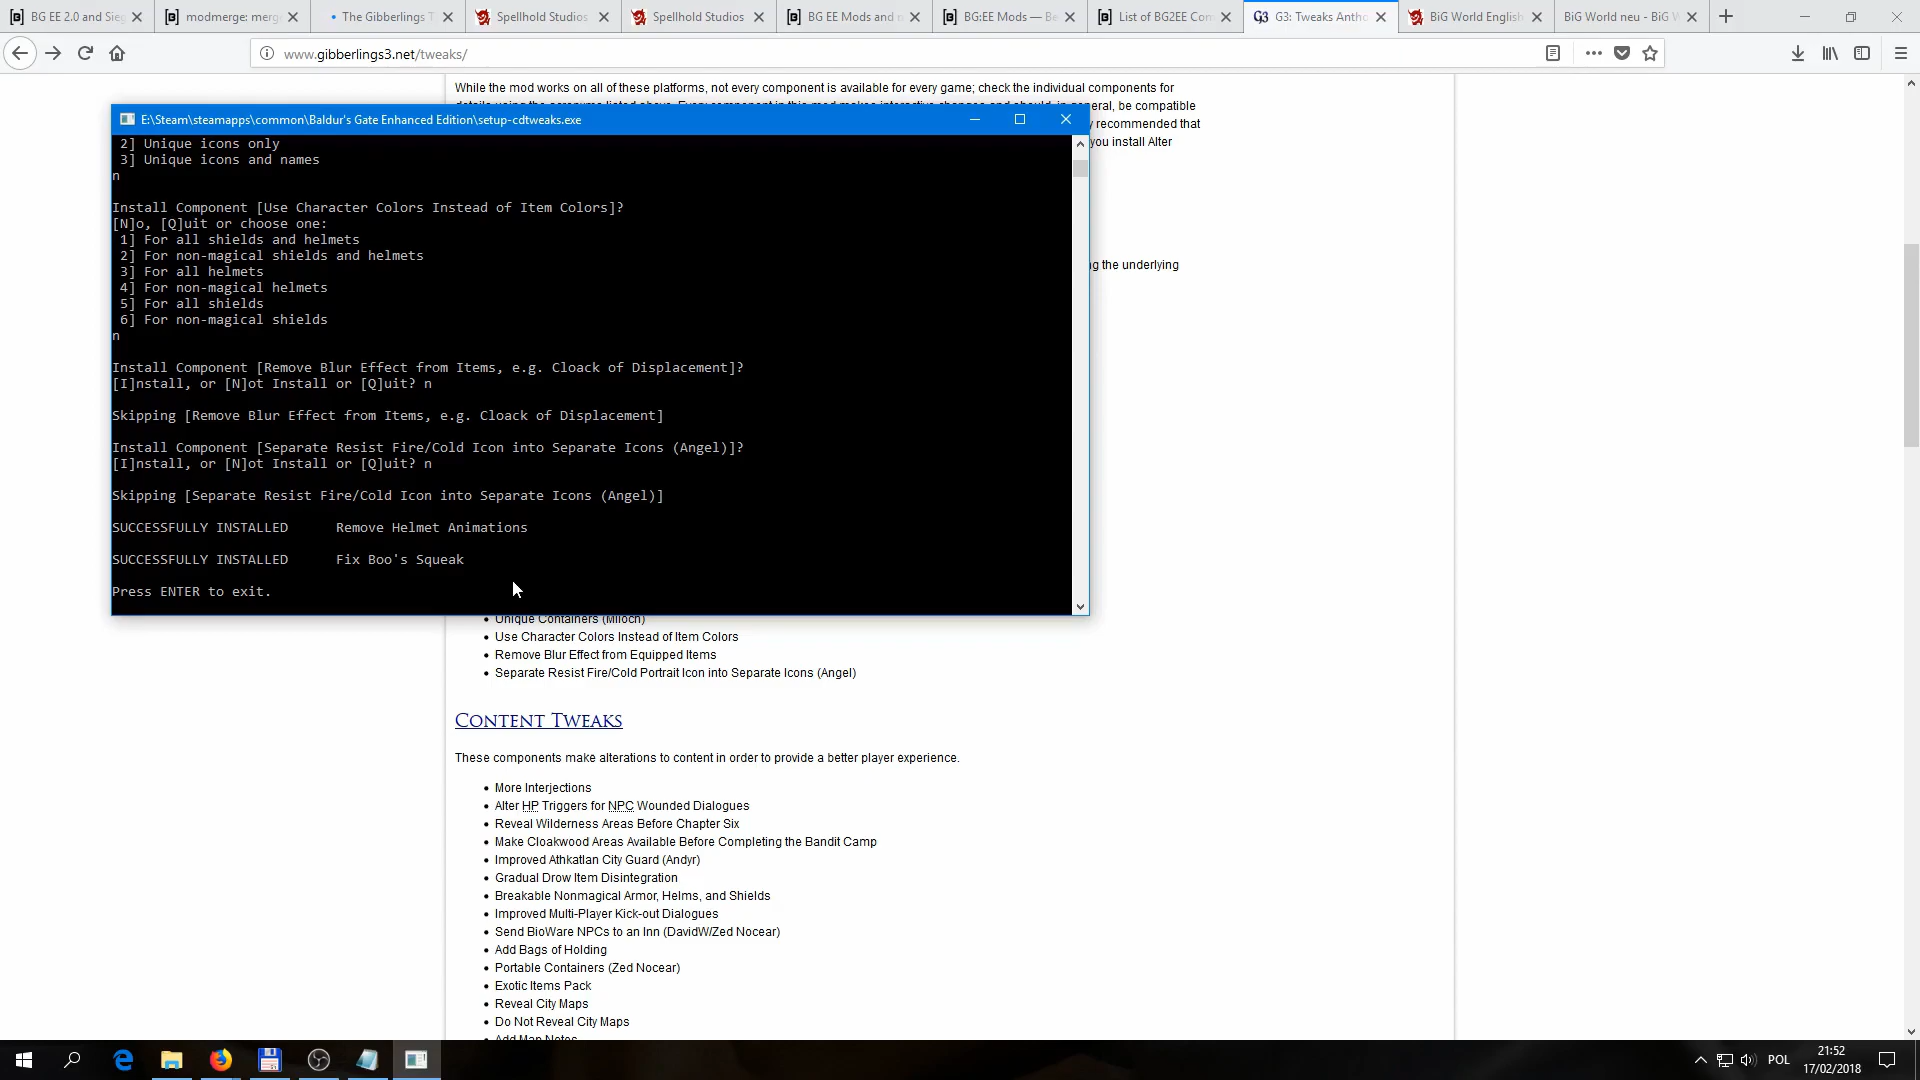 BG EE 2.0 and Sie
modmerge: merg
The Gibberlings T
Spellhold Studios
Spellhold Studios
BG EE Mods and n
BG:EE Mods — Be
List of BG2EE Com
G3: Tweaks Antho
BiG World English
BiG World neu - BiG W
www.gibberlings3.net/tweaks/
While the mod works on all of these platforms, not every component is available for every game; check the individual components for
general, be compatible
y recommended that
you install Alter
ng the underlying
E:\Steam\steamapps\common\Baldur's Gate Enhanced Edition\setup-cdtweaks.exe
2] Unique icons only
3] Unique icons and names
n
Install Component [Use Character Colors Instead of Item Colors]?
[N]o, [Q]uit or choose one:
1] For all shields and helmets
2] For non-magical shields and helmets
3] For all helmets
4] For non-magical helmets
5] For all shields
6] For non-magical shields
n
Install Component [Remove Blur Effect from Items, e.g. Cloack of Displacement]?
[I]nstall, or [N]ot Install or [Q]uit? n
Skipping [Remove Blur Effect from Items, e.g. Cloack of Displacement]
Install Component [Separate Resist Fire/Cold Icon into Separate Icons (Angel)]?
[I]nstall, or [N]ot Install or [Q]uit? n
Skipping [Separate Resist Fire/Cold Icon into Separate Icons (Angel)]
SUCCESSFULLY INSTALLED Remove Helmet Animations
SUCCESSFULLY INSTALLED Fix Boo's Squeak
Press ENTER to exit.
Unique Containers (Miloch)
Use Character Colors Instead of Item Colors
Remove Blur Effect from Equipped Items
Separate Resist Fire/Cold Portrait Icon into Separate Icons (Angel)
Content Tweaks
These components make alterations to content in order to provide a better player experience.
More Interjections
Alter HP Triggers for NPC Wounded Dialogues
Reveal Wilderness Areas Before Chapter Six
Make Cloakwood Areas Available Before Completing the Bandit Camp
Improved Athkatlan City Guard (Andyr)
Gradual Drow Item Disintegration
Breakable Nonmagical Armor, Helms, and Shields
Improved Multi-Player Kick-out Dialogues
Send BioWare NPCs to an Inn (DavidW/Zed Nocear)
Add Bags of Holding
Portable Containers (Zed Nocear)
Exotic Items Pack
Reveal City Maps
Do Not Reveal City Maps
Add Map Notes
POL
21:52
17/02/2018